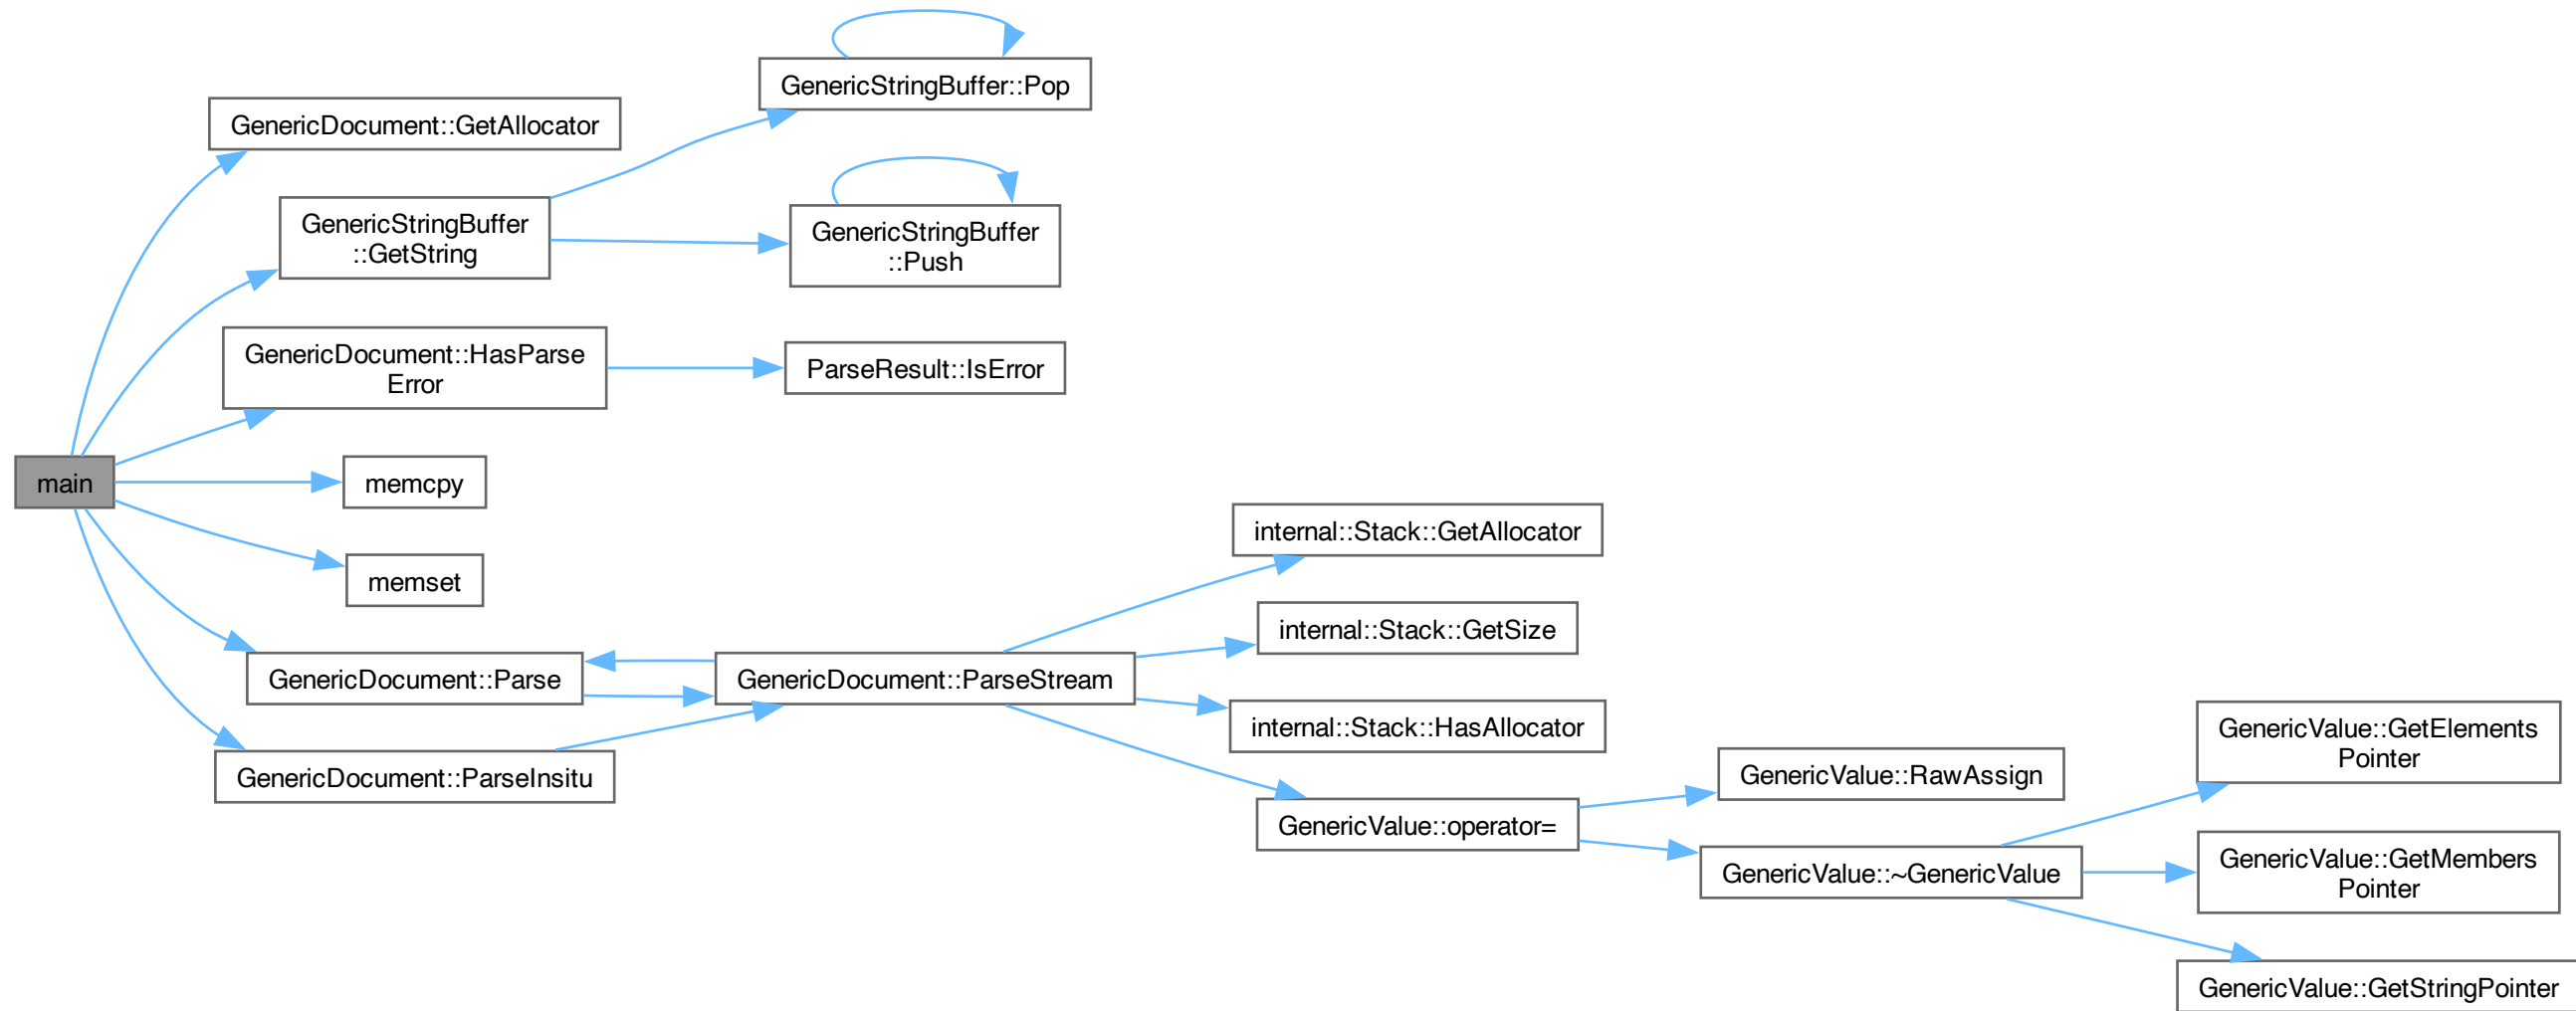 GenericStringBuffer::Pop
GenericDocument::GetAllocator
GenericStringBuffer
::GetString
GenericStringBuffer
::Push
GenericDocument::HasParse
Error
ParseResult::IsError
main
memcpy
memset
internal::Stack::GetAllocator
internal::Stack::GetSize
GenericDocument::Parse
GenericDocument::ParseStream
internal::Stack::HasAllocator
GenericDocument::ParseInsitu
GenericValue::operator=
GenericValue::RawAssign
GenericValue::~GenericValue
GenericValue::GetElements
Pointer
GenericValue::GetMembers
Pointer
GenericValue::GetStringPointer